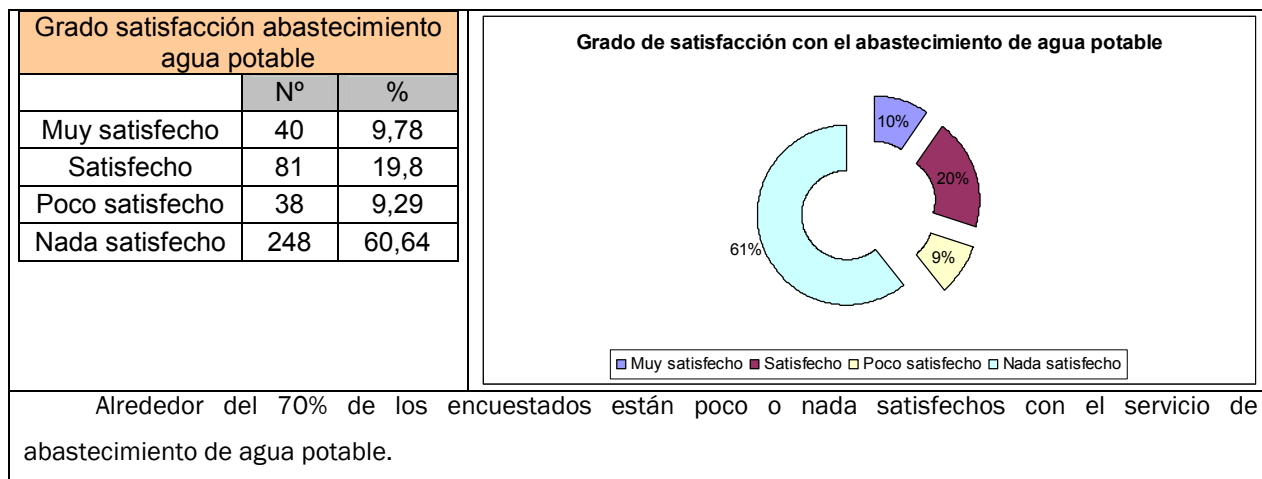 Grado satisfacción abastecimiento
agua potable
Nº %
Muy satisfecho 40 9,78
Satisfecho 81 19,8
Poco satisfecho 38 9,29
Nada satisfecho 248 60,64
Grado de satisfacción con el abastecimiento de agua potable
10%
20%
9%
61%
Muy satisfecho Satisfecho Poco satisfecho Nada satisfecho
Alrededor del 70% de los encuestados están poco o nada satisfechos con el servicio de
abastecimiento de agua potable.